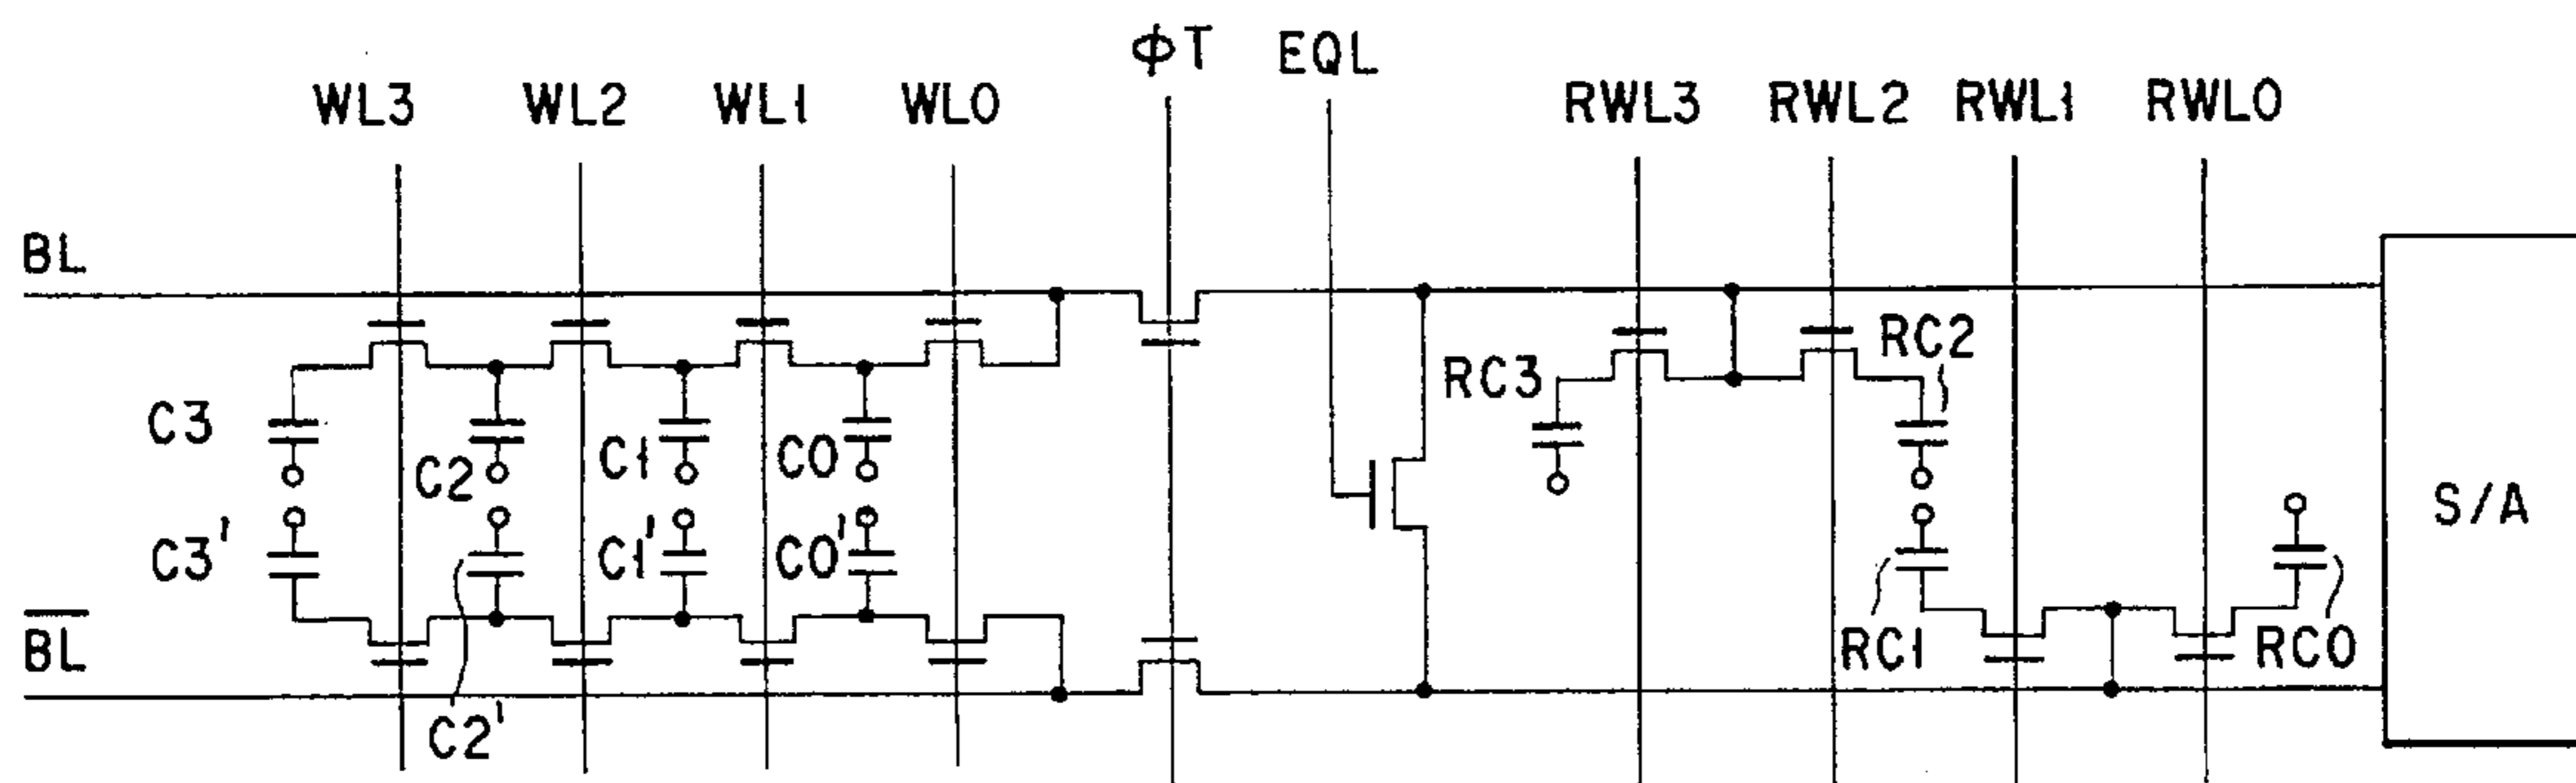 ϕT EQL
WL3 WL2 WL1 WL0 RWL3 RWL2 RWL1 RWL0
BL
RC2
RC3
C3 C2 C1 C0
S/A
C3' C1' C0'
B̅L̅ RC1 RC0
C2'